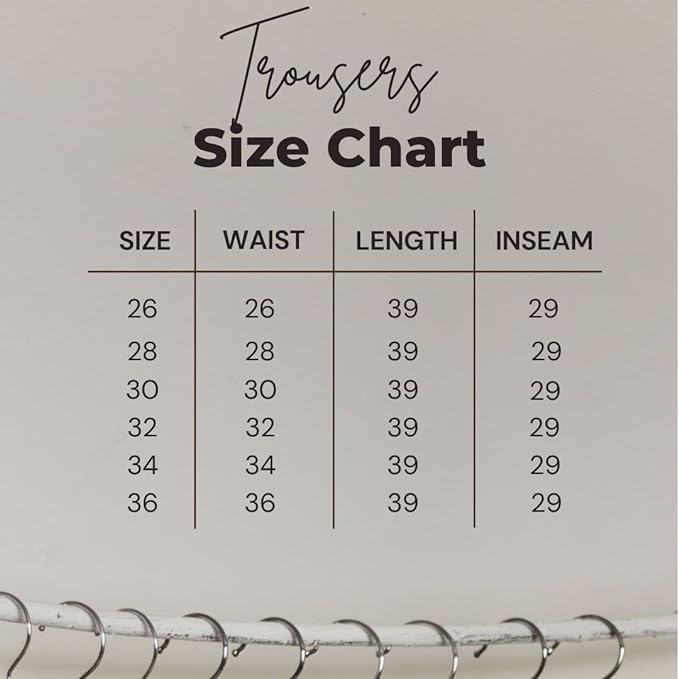 Trousers
Size Chart
SIZE WAIST LENGTH INSEAM
26 26 39 29
28 28 39 29
30 30 39 29
32 32 39 29
34 34 39 29
36 36 39 29